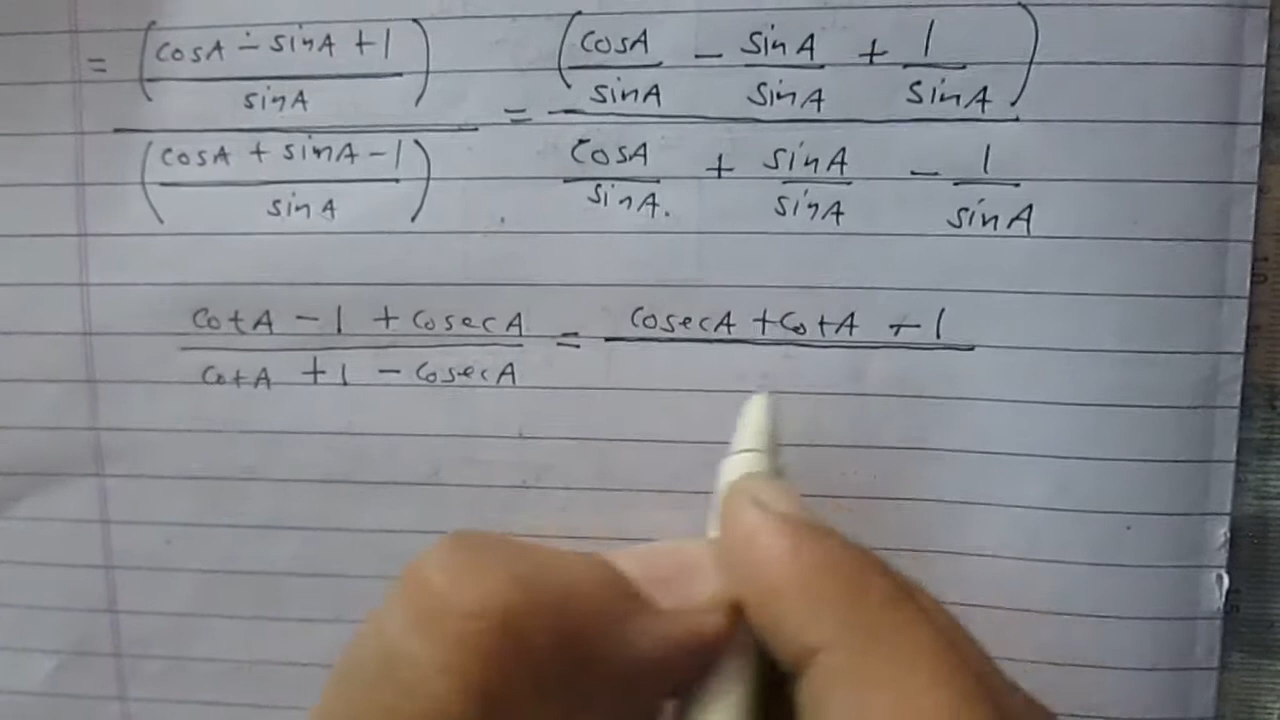 = (cosA - sinA + 1 / sinA) / (cosA + sinA - 1 / sinA) = (cosA / sinA - sinA / sinA + 1 / sinA) / (cosA / sinA + sinA / sinA - 1 / sinA)
cotA - 1 + cosecA / cotA + 1 - cosecA = cosecA + cotA + 1